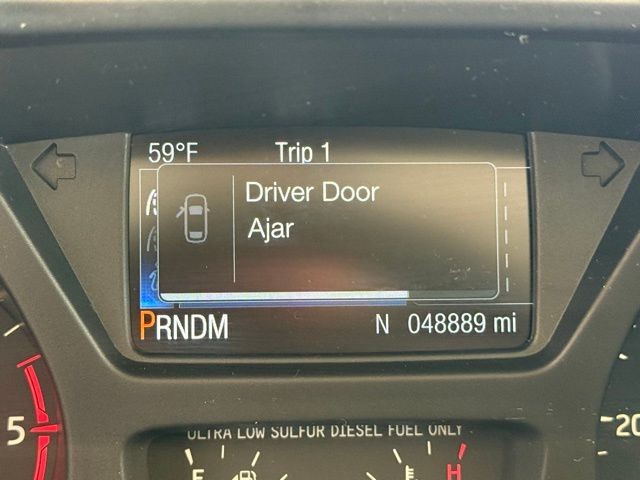 59°F Trip 1
Driver Door
Ajar
PRNDM N 048889 mi
5 20
ULTRA LOW SULFUR DIESEL FUEL ONLY
H